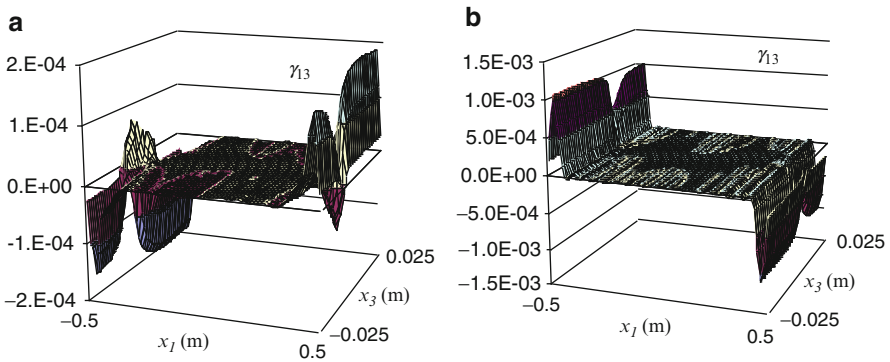 a
2.E-04
1.E-04
0.E+00
-1.E-04
−2.E-04
γ13
−0.5
x1 (m)
0.5
−0.025
x3 (m)
0.025
b
1.5E-03
1.0E-03
5.0E-04
0.0E+00
−5.0E-04
−1.0E-03
−1.5E-03
γ13
−0.5
x1 (m)
0.5
−0.025
x3 (m)
0.025